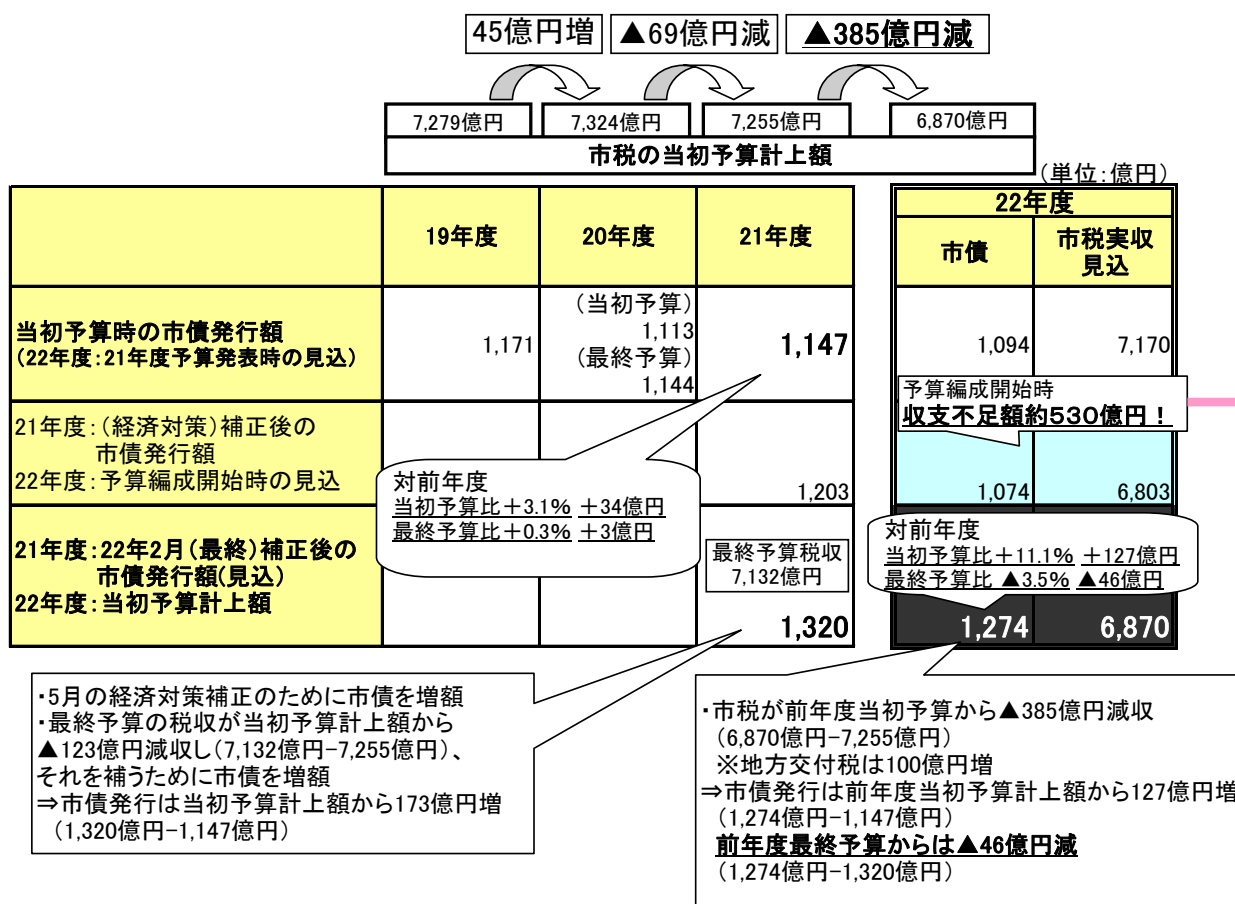 45億円増
▲69億円減
▲385億円減
7,279億円
7,324億円
7,255億円
6,870億円
市税の当初予算計上額
(単位:億円)
19年度
20年度
21年度
22年度
市債
市税実収
見込
当初予算時の市債発行額
(22年度:21年度予算発表時の見込)
1,171
(当初予算)
1,113
(最終予算)
1,144
1,147
1,094
7,170
予算編成開始時
収支不足額約530億円!
21年度:(経済対策)補正後の
市債発行額
22年度:予算編成開始時の見込
1,203
1,074
6,803
対前年度
当初予算比+3.1% +34億円
最終予算比+0.3% +3億円
21年度:22年2月(最終)補正後の
市債発行額(見込)
22年度:当初予算計上額
最終予算税収
7,132億円
1,320
対前年度
当初予算比+11.1% +127億円
最終予算比 ▲3.5% ▲46億円
1,274
6,870
・5月の経済対策補正のために市債を増額
・最終予算の税収が当初予算計上額から
▲123億円減収し(7,132億円-7,255億円)、
それを補うために市債を増額
⇒市債発行は当初予算計上額から173億円増
(1,320億円-1,147億円)
・市税が前年度当初予算から▲385億円減収
(6,870億円-7,255億円)
※地方交付税は100億円増
⇒市債発行は前年度当初予算計上額から127億円増
(1,274億円-1,147億円)
前年度最終予算からは▲46億円減
(1,274億円-1,320億円)